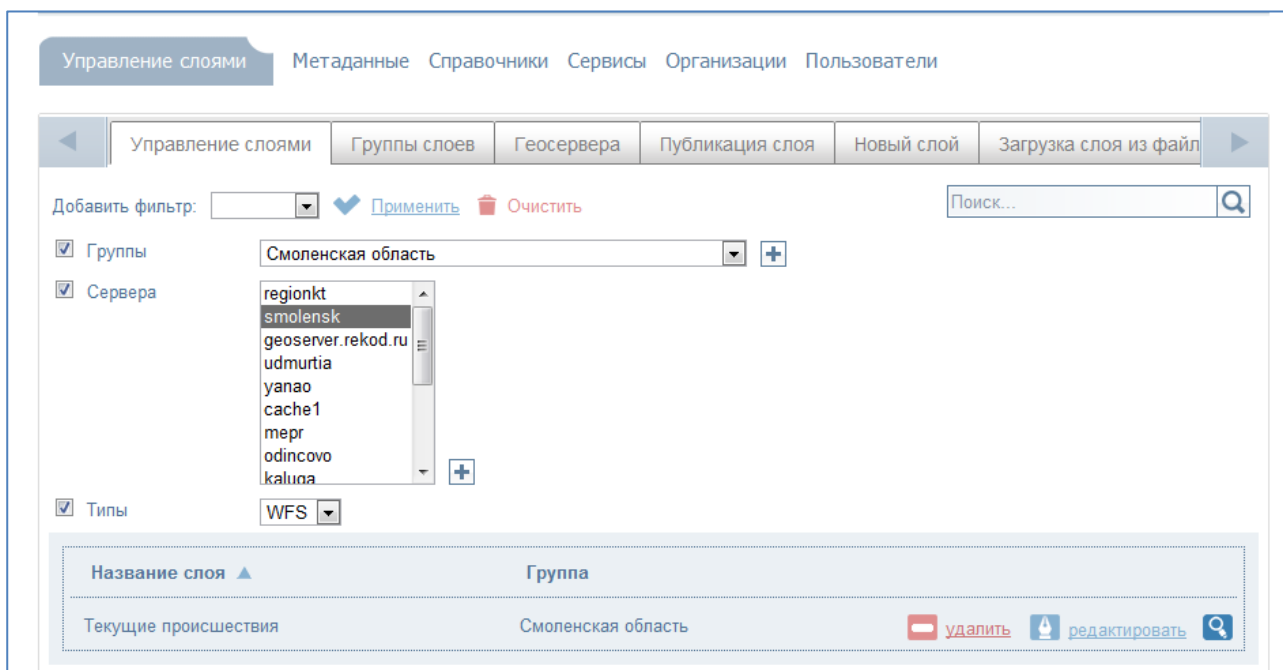 Управление слоями Метаданные Справочники Сервисы Организации Пользователи
Управление слоями Группы слоев Геосервера Публикация слоя Новый слой Загрузка слоя из файл
Добавить фильтр: Применить Очистить Поиск...
Группы Смоленская область
Сервера regionkt
smolensk
geoserver.rekod.ru
udmurtia
yanao
cache1
mepr
odincovo
kaluga
Типы WFS
Название слоя Группа
Текущие происшествия Смоленская область удалить редактировать